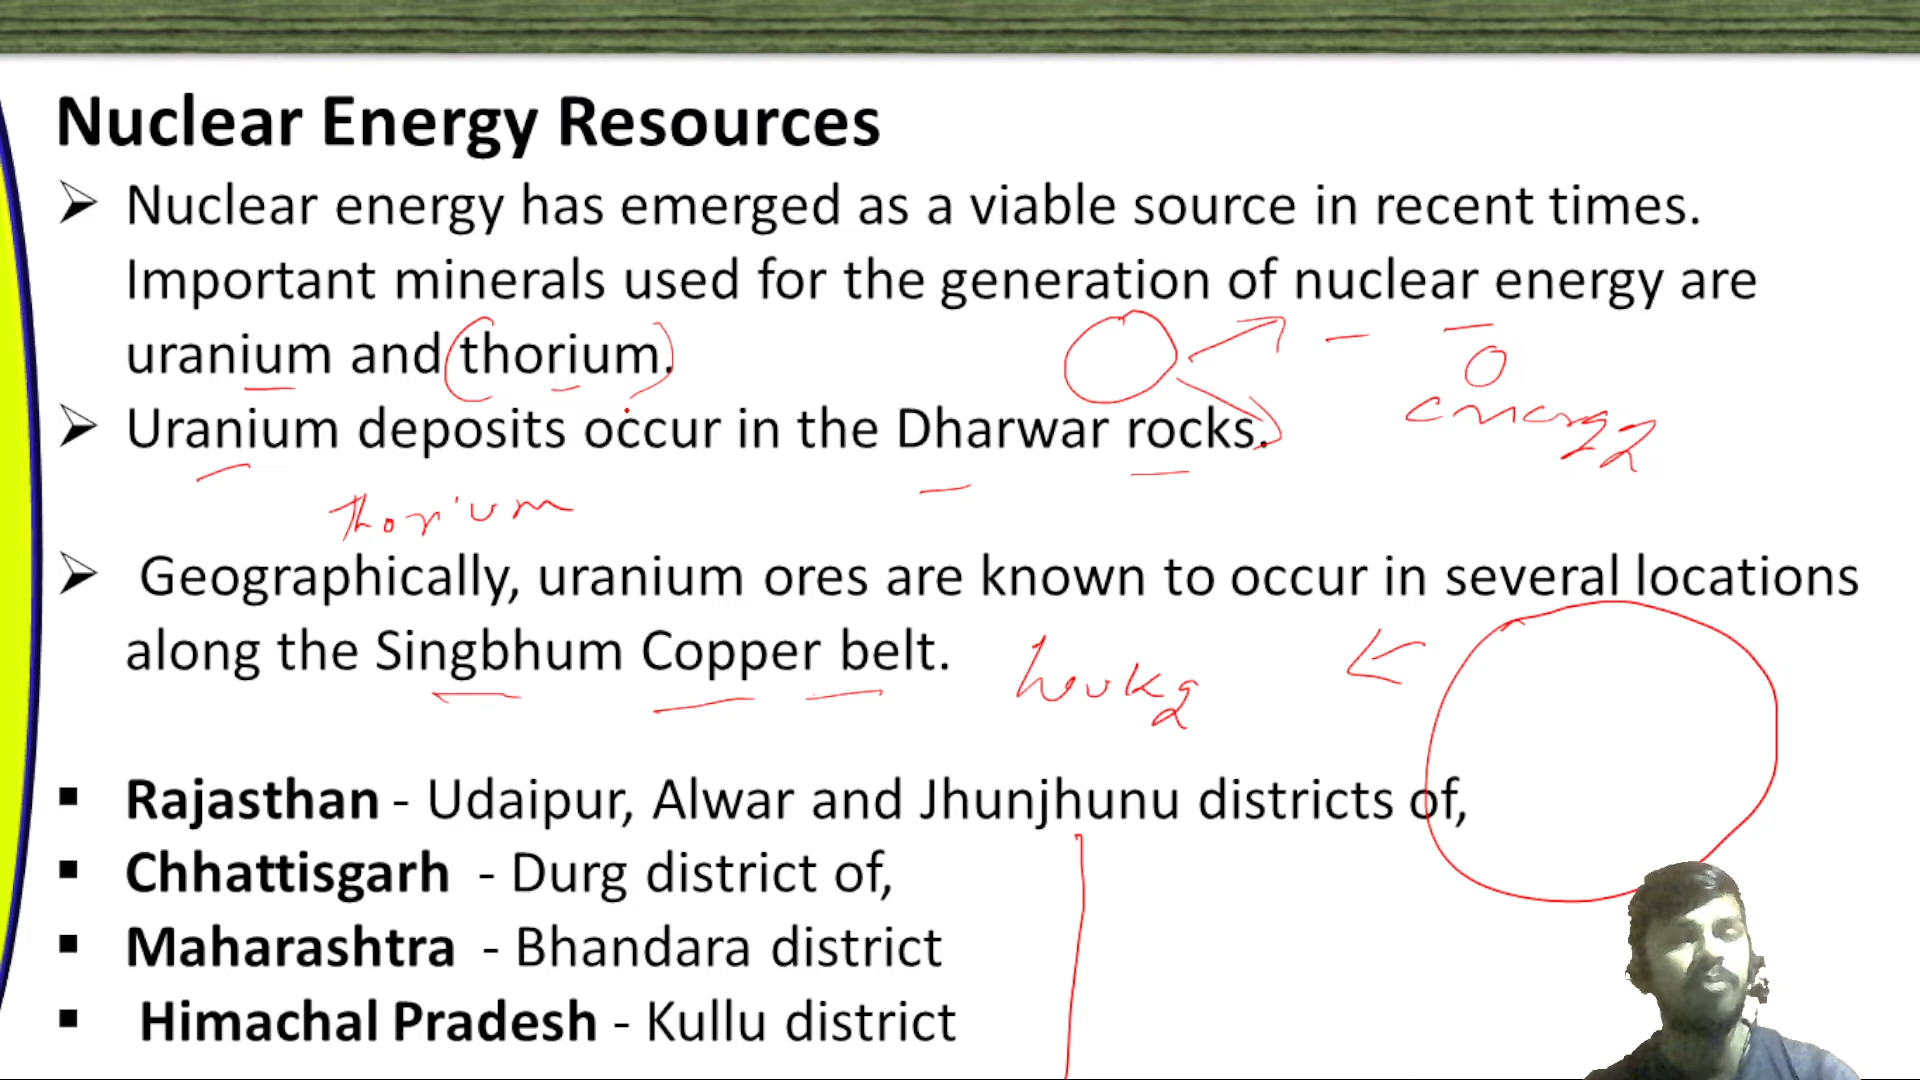 Nuclear Energy Resources
➢ Nuclear energy has emerged as a viable source in recent times.
Important minerals used for the generation of nuclear energy are
uranium and thorium.
energy
➢ Uranium deposits occur in the Dharwar rocks.
Thorium
➢ Geographically, uranium ores are known to occur in several locations
along the Singbhum Copper belt.
▪ Rajasthan - Udaipur, Alwar and Jhunjhunu districts of,
▪ Chhattisgarh - Durg district of,
▪ Maharashtra - Bhandara district
▪ Himachal Pradesh - Kullu district